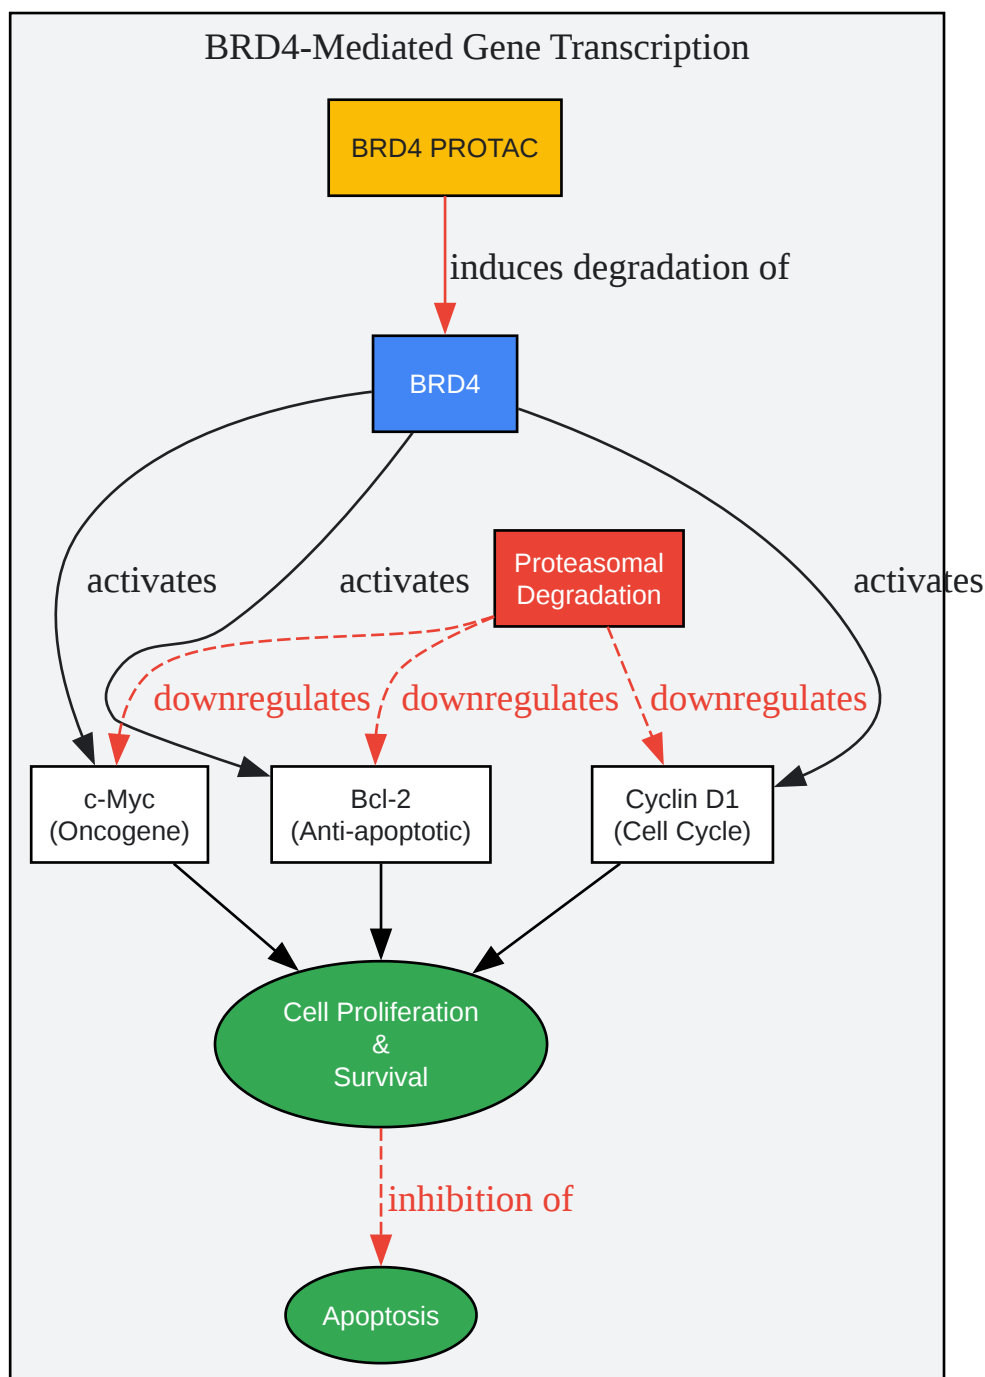 BRD4-Mediated Gene Transcription
BRD4 PROTAC
induces degradation of
BRD4
Proteasomal
Degradation
activates
activates
activates
downregulates
downregulates
downregulates
c-Myc
(Oncogene)
Bcl-2
(Anti-apoptotic)
Cyclin D1
(Cell Cycle)
Cell Proliferation
&
Survival
inhibition of
Apoptosis